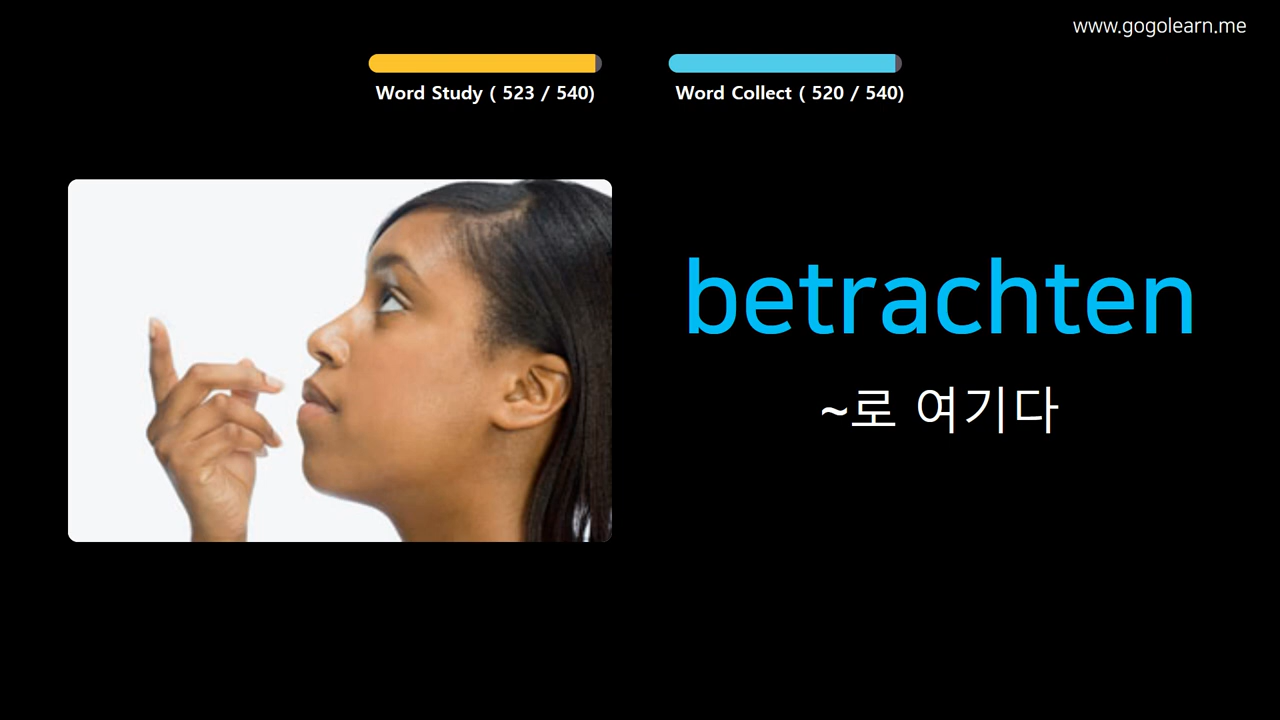 www.gogolearn.me
Word Study ( 523 / 540)
Word Collect ( 520 / 540)
betrachten
~로 여기다